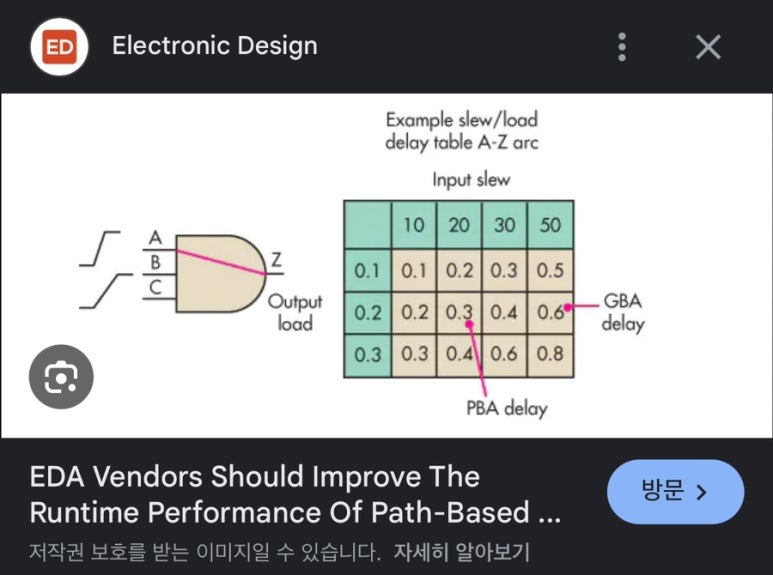 ED Electronic Design
Example slew/load
delay table A-Z arc
Input slew
10 20 30 50
0.1 0.1 0.2 0.3 0.5
0.2 0.2 0.3 0.4 0.6
0.3 0.3 0.4 0.6 0.8
A
B
C
Z
Output
load
GBA
delay
PBA delay
EDA Vendors Should Improve The
Runtime Performance Of Path-Based ...
방문
저작권 보호를 받는 이미지일 수 있습니다. 자세히 알아보기